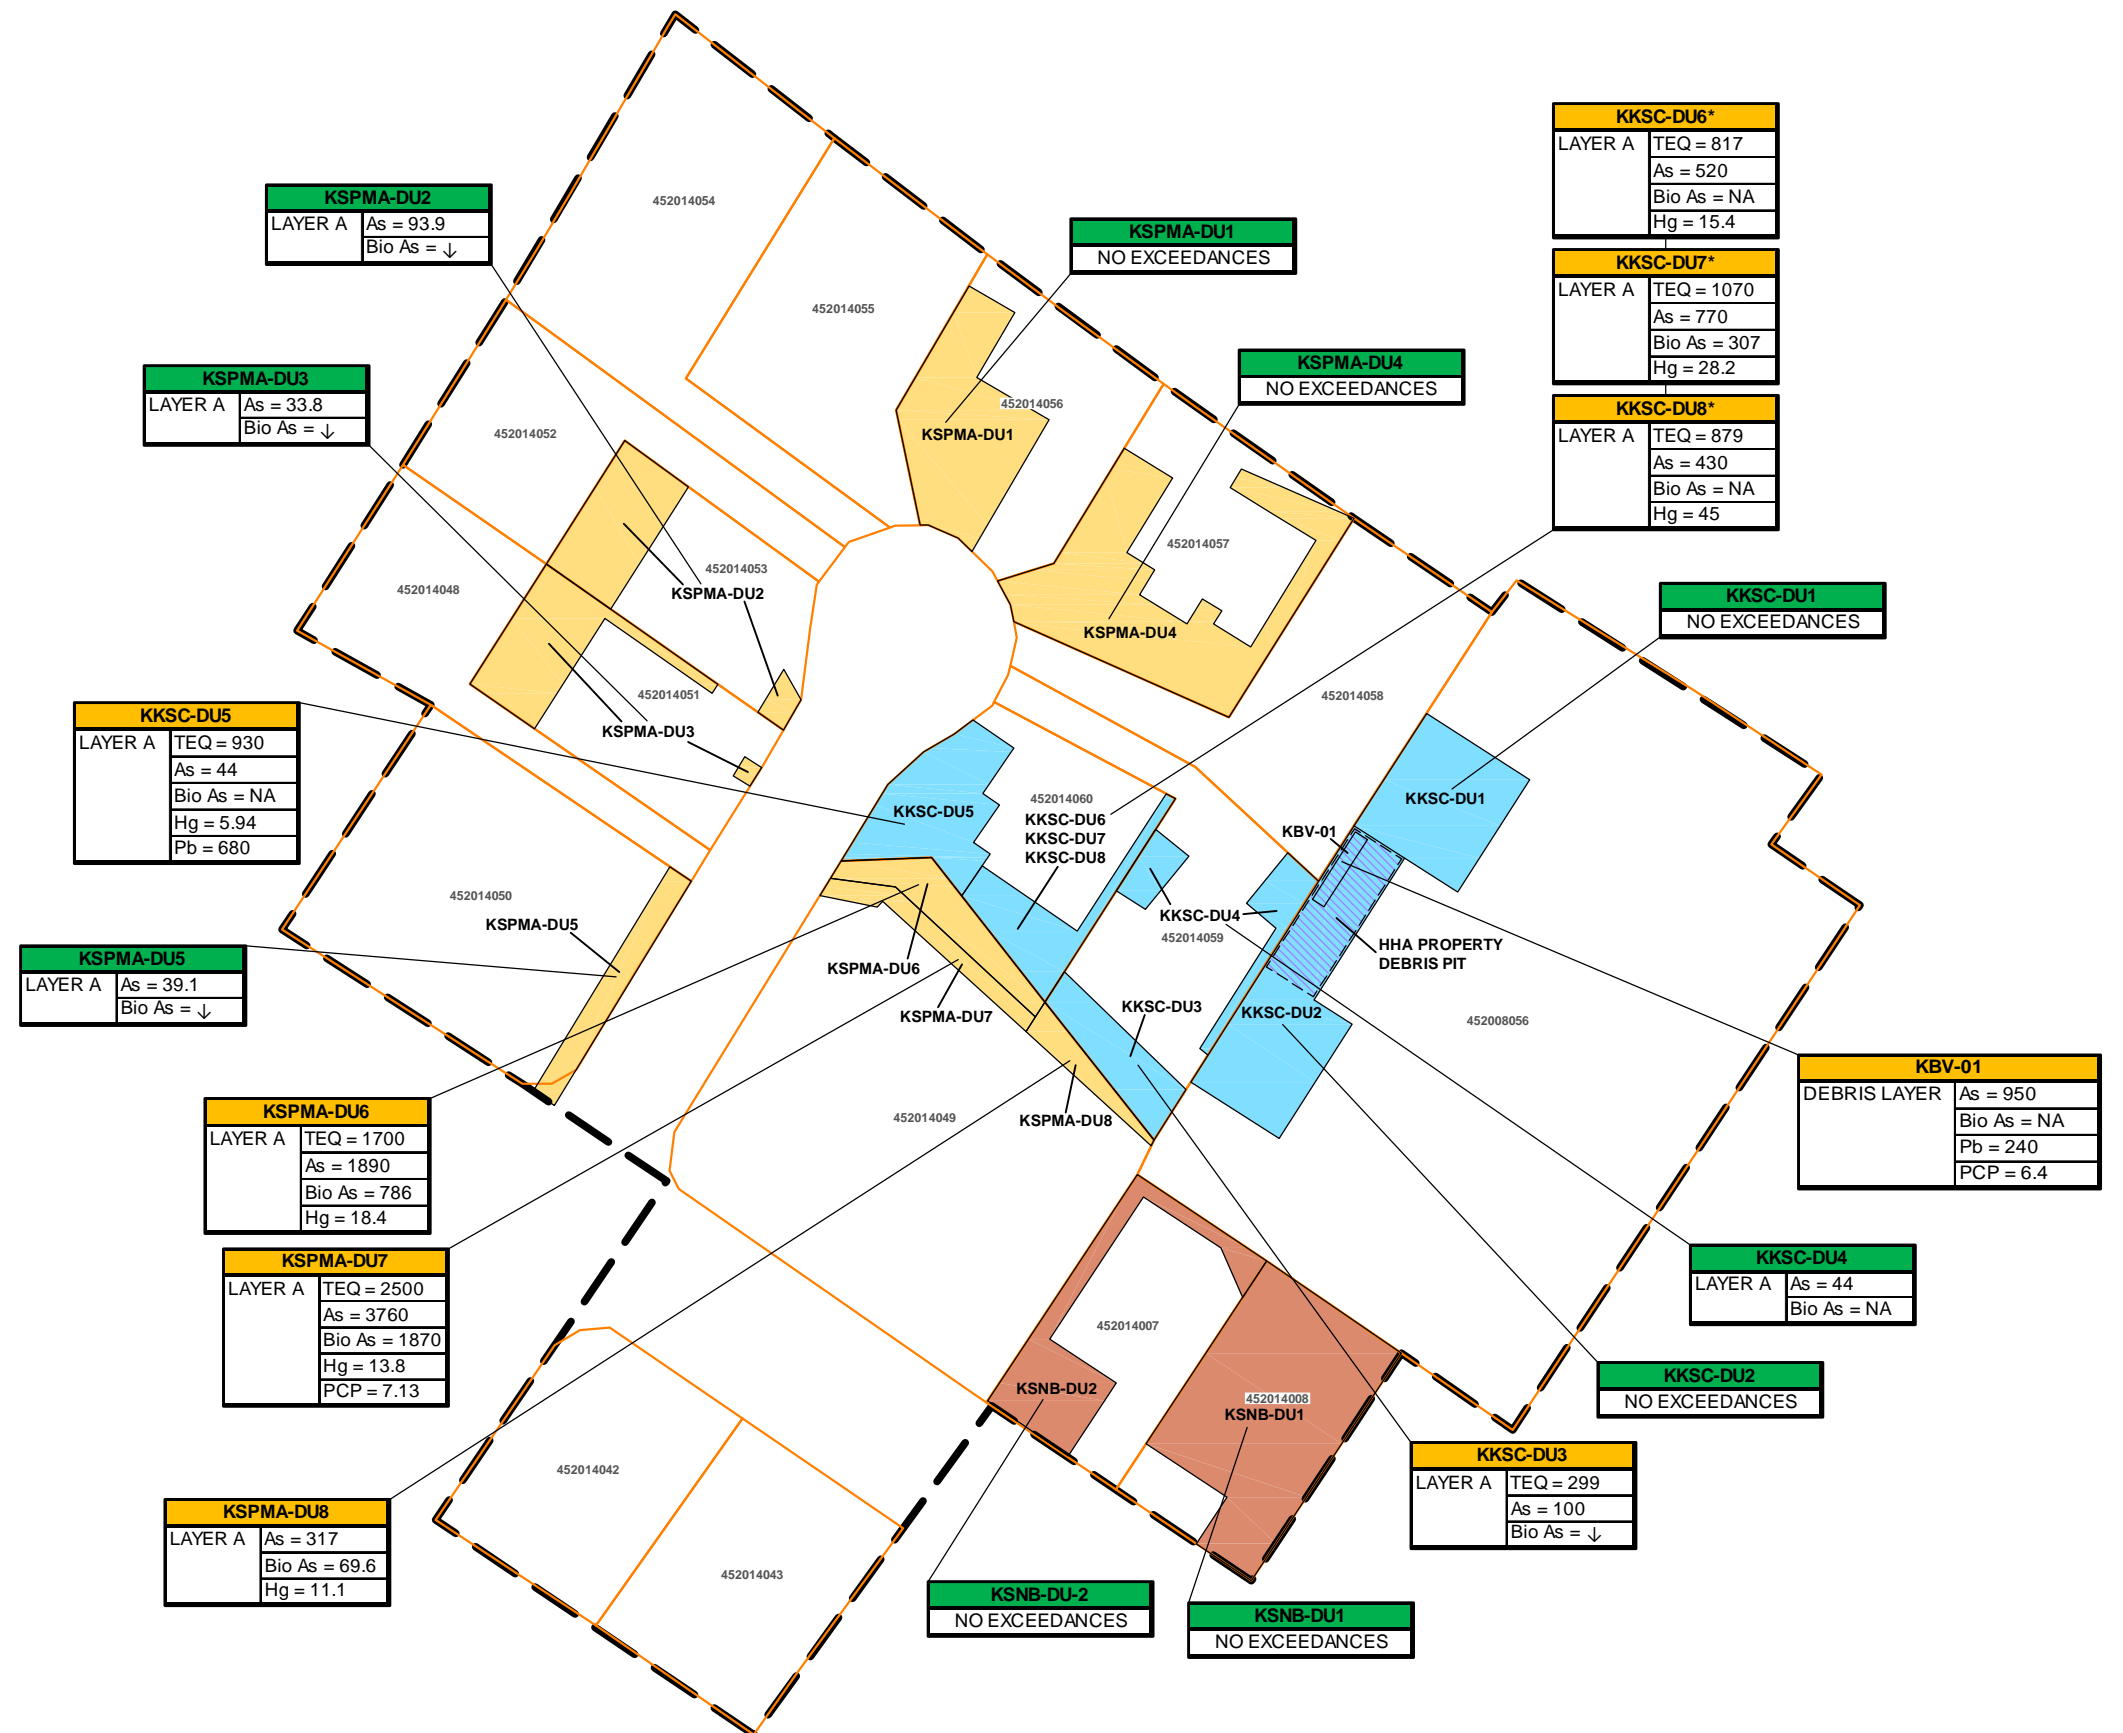 KSPMA-DU2
LAYER A
As = 93.9
Bio As = ↓
KSPMA-DU3
LAYER A
As = 33.8
Bio As = ↓
KSPMA-DU1
NO EXCEEDANCES
KSPMA-DU4
NO EXCEEDANCES
KKSC-DU6*
LAYER A
TEQ = 817
As = 520
Bio As = NA
Hg = 15.4
KKSC-DU7*
LAYER A
TEQ = 1070
As = 770
Bio As = 307
Hg = 28.2
KKSC-DU8*
LAYER A
TEQ = 879
As = 430
Bio As = NA
Hg = 45
KKSC-DU1
NO EXCEEDANCES
452014054
452014055
452014056
KSPMA-DU1
452014052
452014057
452014053
KSPMA-DU2
452014048
KSPMA-DU4
452014051
KSPMA-DU3
452014058
KKSC-DU5
LAYER A
TEQ = 930
As = 44
Bio As = NA
Hg = 5.94
Pb = 680
KKSC-DU5
452014060
KKSC-DU6
KKSC-DU7
KKSC-DU8
KKSC-DU1
KBV-01
452014050
KSPMA-DU5
KKSC-DU4
452014059
HHA PROPERTY
DEBRIS PIT
KSPMA-DU6
KSPMA-DU7
KKSC-DU3
KKSC-DU2
452008056
KSPMA-DU5
LAYER A
As = 39.1
Bio As = ↓
KSPMA-DU6
LAYER A
TEQ = 1700
As = 1890
Bio As = 786
Hg = 18.4
452014049
KSPMA-DU8
KBV-01
DEBRIS LAYER
As = 950
Bio As = NA
Pb = 240
PCP = 6.4
KSPMA-DU7
LAYER A
TEQ = 2500
As = 3760
Bio As = 1870
Hg = 13.8
PCP = 7.13
KKSC-DU4
LAYER A
As = 44
Bio As = NA
452014007
KSNB-DU2
452014008
KSNB-DU1
KKSC-DU2
NO EXCEEDANCES
452014042
KKSC-DU3
LAYER A
TEQ = 299
As = 100
Bio As = ↓
KSPMA-DU8
LAYER A
As = 317
Bio As = 69.6
Hg = 11.1
452014043
KSNB-DU-2
NO EXCEEDANCES
KSNB-DU1
NO EXCEEDANCES